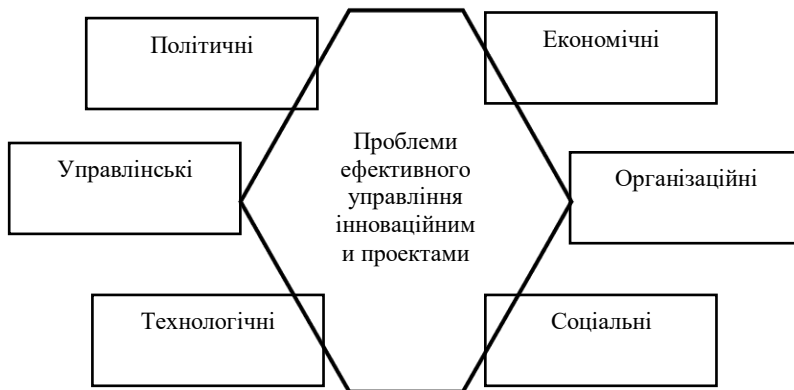 Політичні
Економічні
Управлінські
Проблеми
ефективного
управління
інноваційним
и проектами
Організаційні
Технологічні
Соціальні